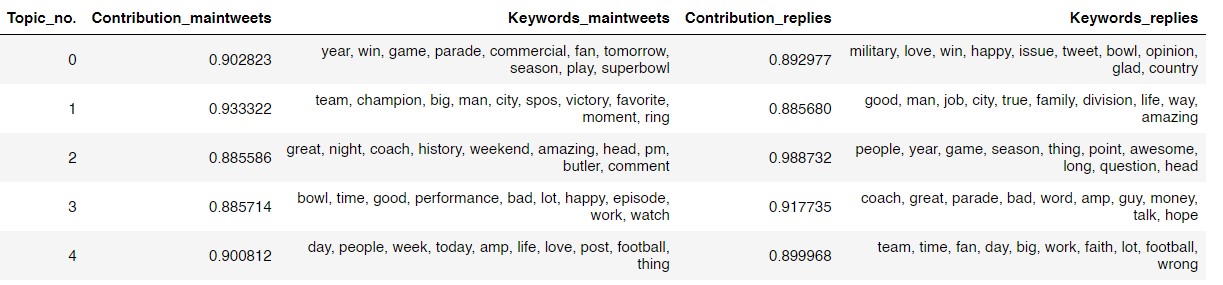 Topic_no. Contribution_maintweets Keywords_maintweets Contribution_replies Keywords_replies
0 0.902823 year, win, game, parade, commercial, fan, tomorrow, season, play, superbowl 0.892977 military, love, win, happy, issue, tweet, bowl, opinion, glad, country
1 0.933322 team, champion, big, man, city, spos, victory, favorite, moment, ring 0.885680 good, man, job, city, true, family, division, life, way, amazing
2 0.885586 great, night, coach, history, weekend, amazing, head, pm, butler, comment 0.988732 people, year, game, season, thing, point, awesome, long, question, head
3 0.885714 bowl, time, good, performance, bad, lot, happy, episode, work, watch 0.917735 coach, great, parade, bad, word, amp, guy, money, talk, hope
4 0.900812 day, people, week, today, amp, life, love, post, football, thing 0.899968 team, time, fan, day, big, work, faith, lot, football, wrong